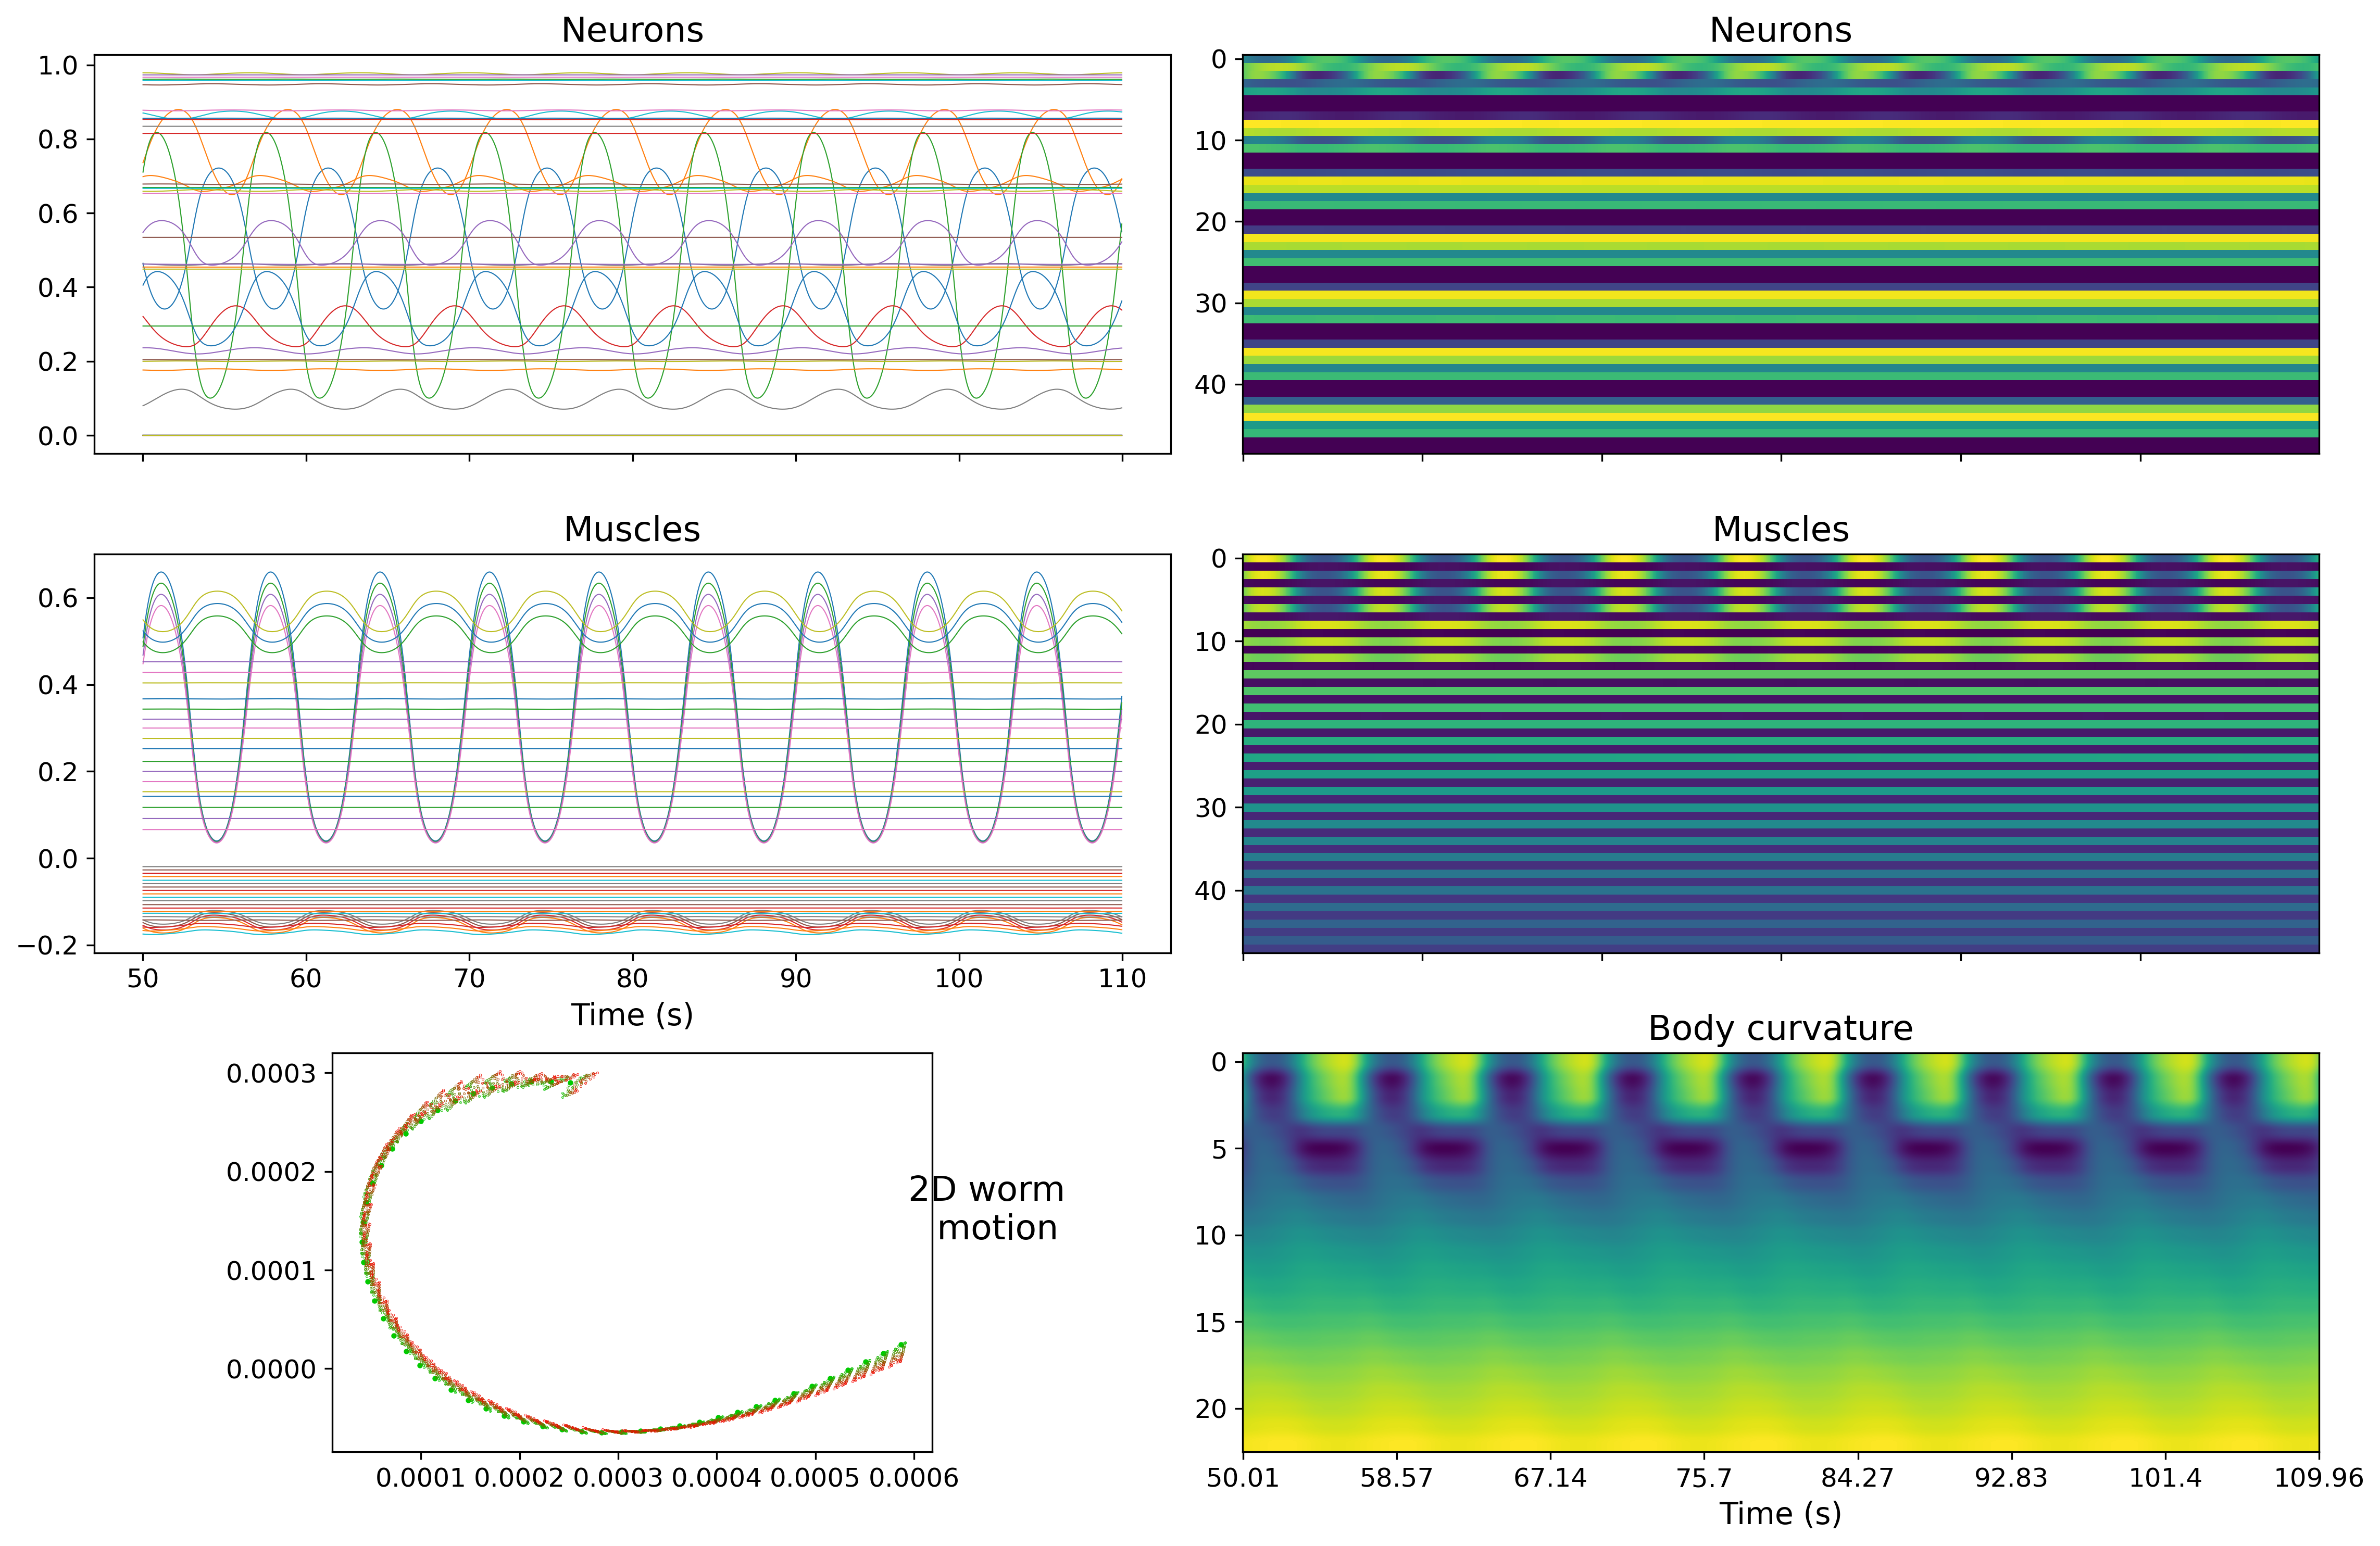 Neurons
1.0
0.8
0.6
0.4
0.2
0.0
Neurons
0
10
20
30
40
Muscles
0.6
0.4
0.2
0.0
−0.2
50 60 70 80 90 100 110
Time (s)
Muscles
0
10
20
30
40
0.0003
0.0002
0.0001
0.0000
0.0001 0.0002 0.0003 0.0004 0.0005 0.0006
2D worm
motion
Body curvature
0
5
10
15
20
50.01 58.57 67.14 75.7 84.27 92.83 101.4 109.96
Time (s)